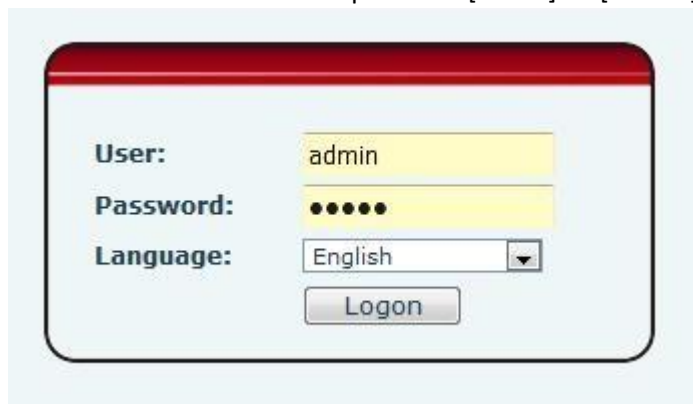 User: admin
Password: •••••
Language: English
Logon